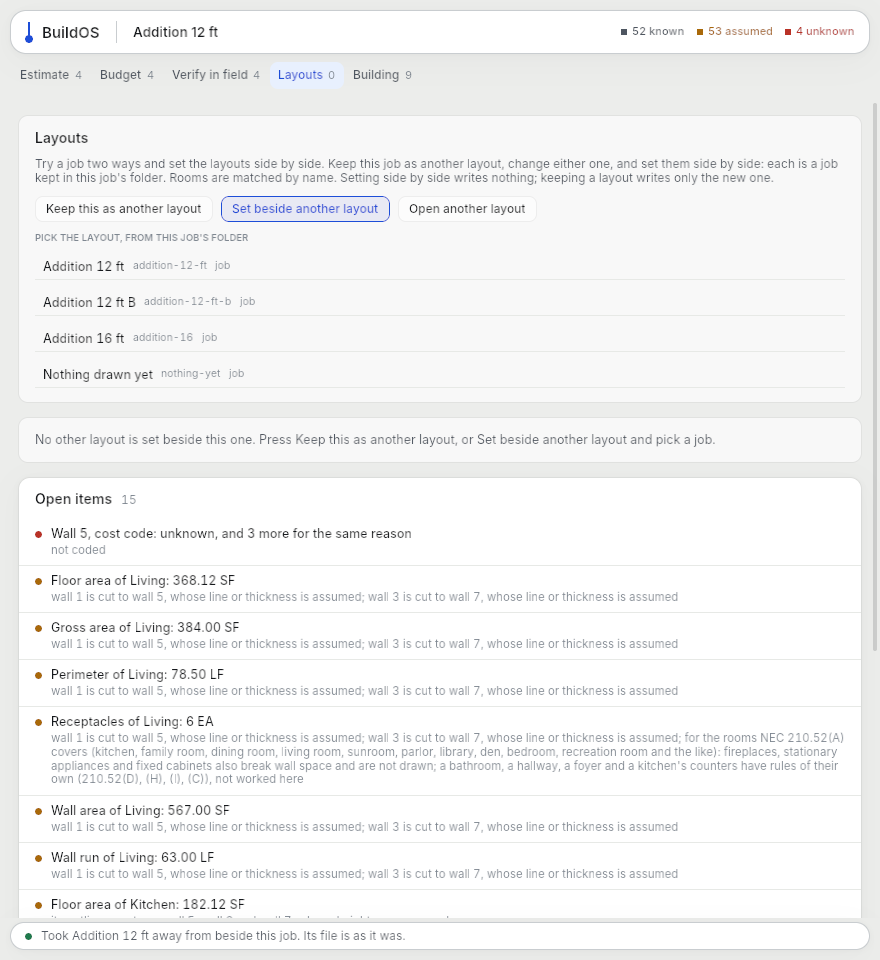 BuildOS
Addition 12 ft
52 known
53 assumed
4 unknown
Estimate 4
Budget 4
Verify in field 4
Layouts 0
Building 9
Layouts
Try a job two ways and set the layouts side by side. Keep this job as another layout, change either one, and set them side by side: each is a job
kept in this job's folder. Rooms are matched by name. Setting side by side writes nothing; keeping a layout writes only the new one.
Keep this as another layout
Set beside another layout
Open another layout
PICK THE LAYOUT, FROM THIS JOB'S FOLDER
Addition 12 ft addition-12-ft job
Addition 12 ft B addition-12-ft-b job
Addition 16 ft addition-16 job
Nothing drawn yet nothing-yet job
No other layout is set beside this one. Press Keep this as another layout, or Set beside another layout and pick a job.
Open items 15
Wall 5, cost code: unknown, and 3 more for the same reason
not coded
Floor area of Living: 368.12 SF
wall 1 is cut to wall 5, whose line or thickness is assumed; wall 3 is cut to wall 7, whose line or thickness is assumed
Gross area of Living: 384.00 SF
wall 1 is cut to wall 5, whose line or thickness is assumed; wall 3 is cut to wall 7, whose line or thickness is assumed
Perimeter of Living: 78.50 LF
wall 1 is cut to wall 5, whose line or thickness is assumed; wall 3 is cut to wall 7, whose line or thickness is assumed
Receptacles of Living: 6 EA
wall 1 is cut to wall 5, whose line or thickness is assumed; wall 3 is cut to wall 7, whose line or thickness is assumed; for the rooms NEC 210.52(A)
covers (kitchen, family room, dining room, living room, sunroom, parlor, library, den, bedroom, recreation room and the like): fireplaces, stationary
appliances and fixed cabinets also break wall space and are not drawn; a bathroom, a hallway, a foyer and a kitchen's counters have rules of their
own (210.52(D), (H), (I), (C)), not worked here
Wall area of Living: 567.00 SF
wall 1 is cut to wall 5, whose line or thickness is assumed; wall 3 is cut to wall 7, whose line or thickness is assumed
Wall run of Living: 63.00 LF
wall 1 is cut to wall 5, whose line or thickness is assumed; wall 3 is cut to wall 7, whose line or thickness is assumed
Floor area of Kitchen: 182.12 SF
Took Addition 12 ft away from beside this job. Its file is as it was.